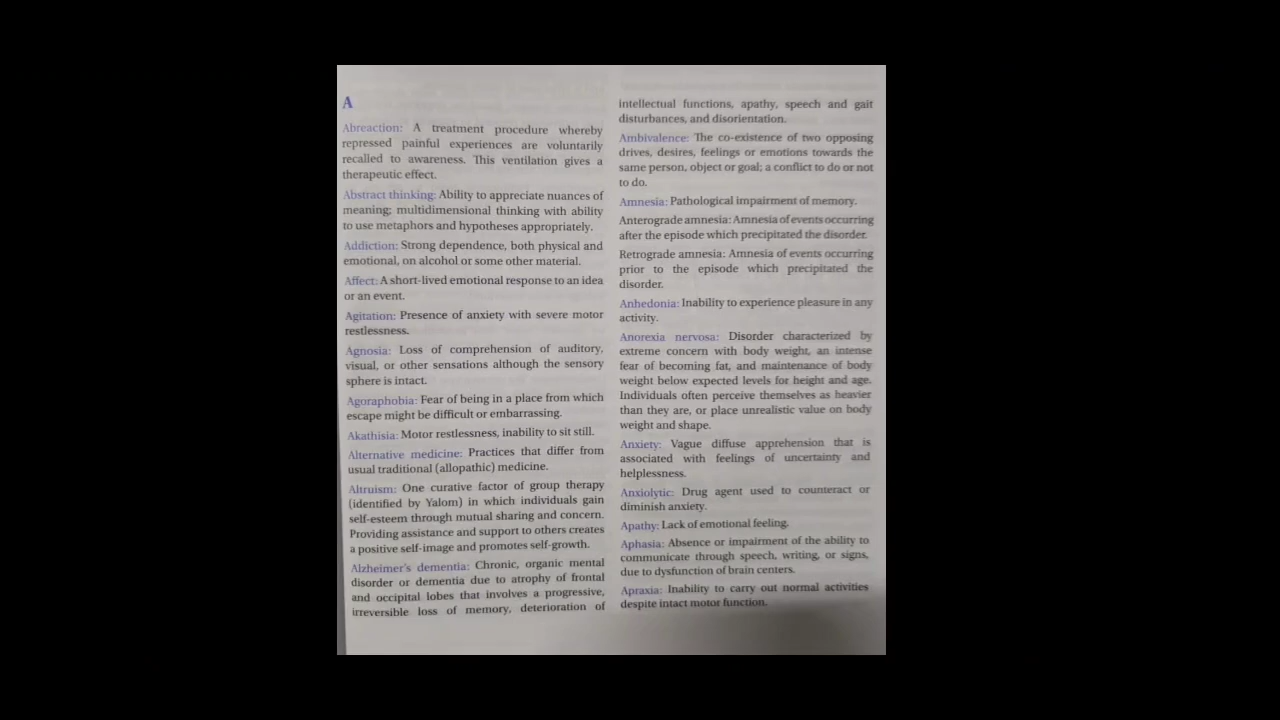 A
Abreaction: A treatment procedure whereby
repressed painful experiences are voluntarily
recalled to awareness. This ventilation gives a
therapeutic effect.
Abstract thinking: Ability to appreciate nuances of
meaning; multidimensional thinking with ability
to use metaphors and hypotheses appropriately.
Addiction: Strong dependence, both physical and
emotional, on alcohol or some other material.
Affect: A short-lived emotional response to an idea
or an event.
Agitation: Presence of anxiety with severe motor
restlessness.
Agnosia: Loss of comprehension of auditory,
visual, or other sensations although the sensory
sphere is intact.
Agoraphobia: Fear of being in a place from which
escape might be difficult or embarrassing.
Akathisia: Motor restlessness, inability to sit still.
Alternative medicine: Practices that differ from
usual traditional (allopathic) medicine.
Altruism: One curative factor of group therapy
(identified by Yalom) in which individuals gain
self-esteem through mutual sharing and concern.
Providing assistance and support to others creates
a positive self-image and promotes self-growth.
Alzheimer's dementia: Chronic, organic mental
disorder or dementia due to atrophy of frontal
and occipital lobes that involves a progressive,
irreversible loss of memory, deterioration of
intellectual functions, apathy, speech and gait
disturbances, and disorientation.
Ambivalence: The co-existence of two opposing
drives, desires, feelings or emotions towards the
same person, object or goal; a conflict to do or not
to do.
Amnesia: Pathological impairment of memory.
Anterograde amnesia: Amnesia of events occurring
after the episode which precipitated the disorder.
Retrograde amnesia: Amnesia of events occurring
prior to the episode which precipitated the
disorder.
Anhedonia: Inability to experience pleasure in any
activity.
Anorexia nervosa: Disorder characterized by
extreme concern with body weight, an intense
fear of becoming fat, and maintenance of body
weight below expected levels for height and age.
Individuals often perceive themselves as heavier
than they are, or place unrealistic value on body
weight and shape.
Anxiety: Vague diffuse apprehension that is
associated with feelings of uncertainty and
helplessness.
Anxiolytic: Drug agent used to counteract or
diminish anxiety.
Apathy: Lack of emotional feeling.
Aphasia: Absence or impairment of the ability to
communicate through speech, writing, or signs,
due to dysfunction of brain centers.
Apraxia: Inability to carry out normal activities
despite intact motor function.